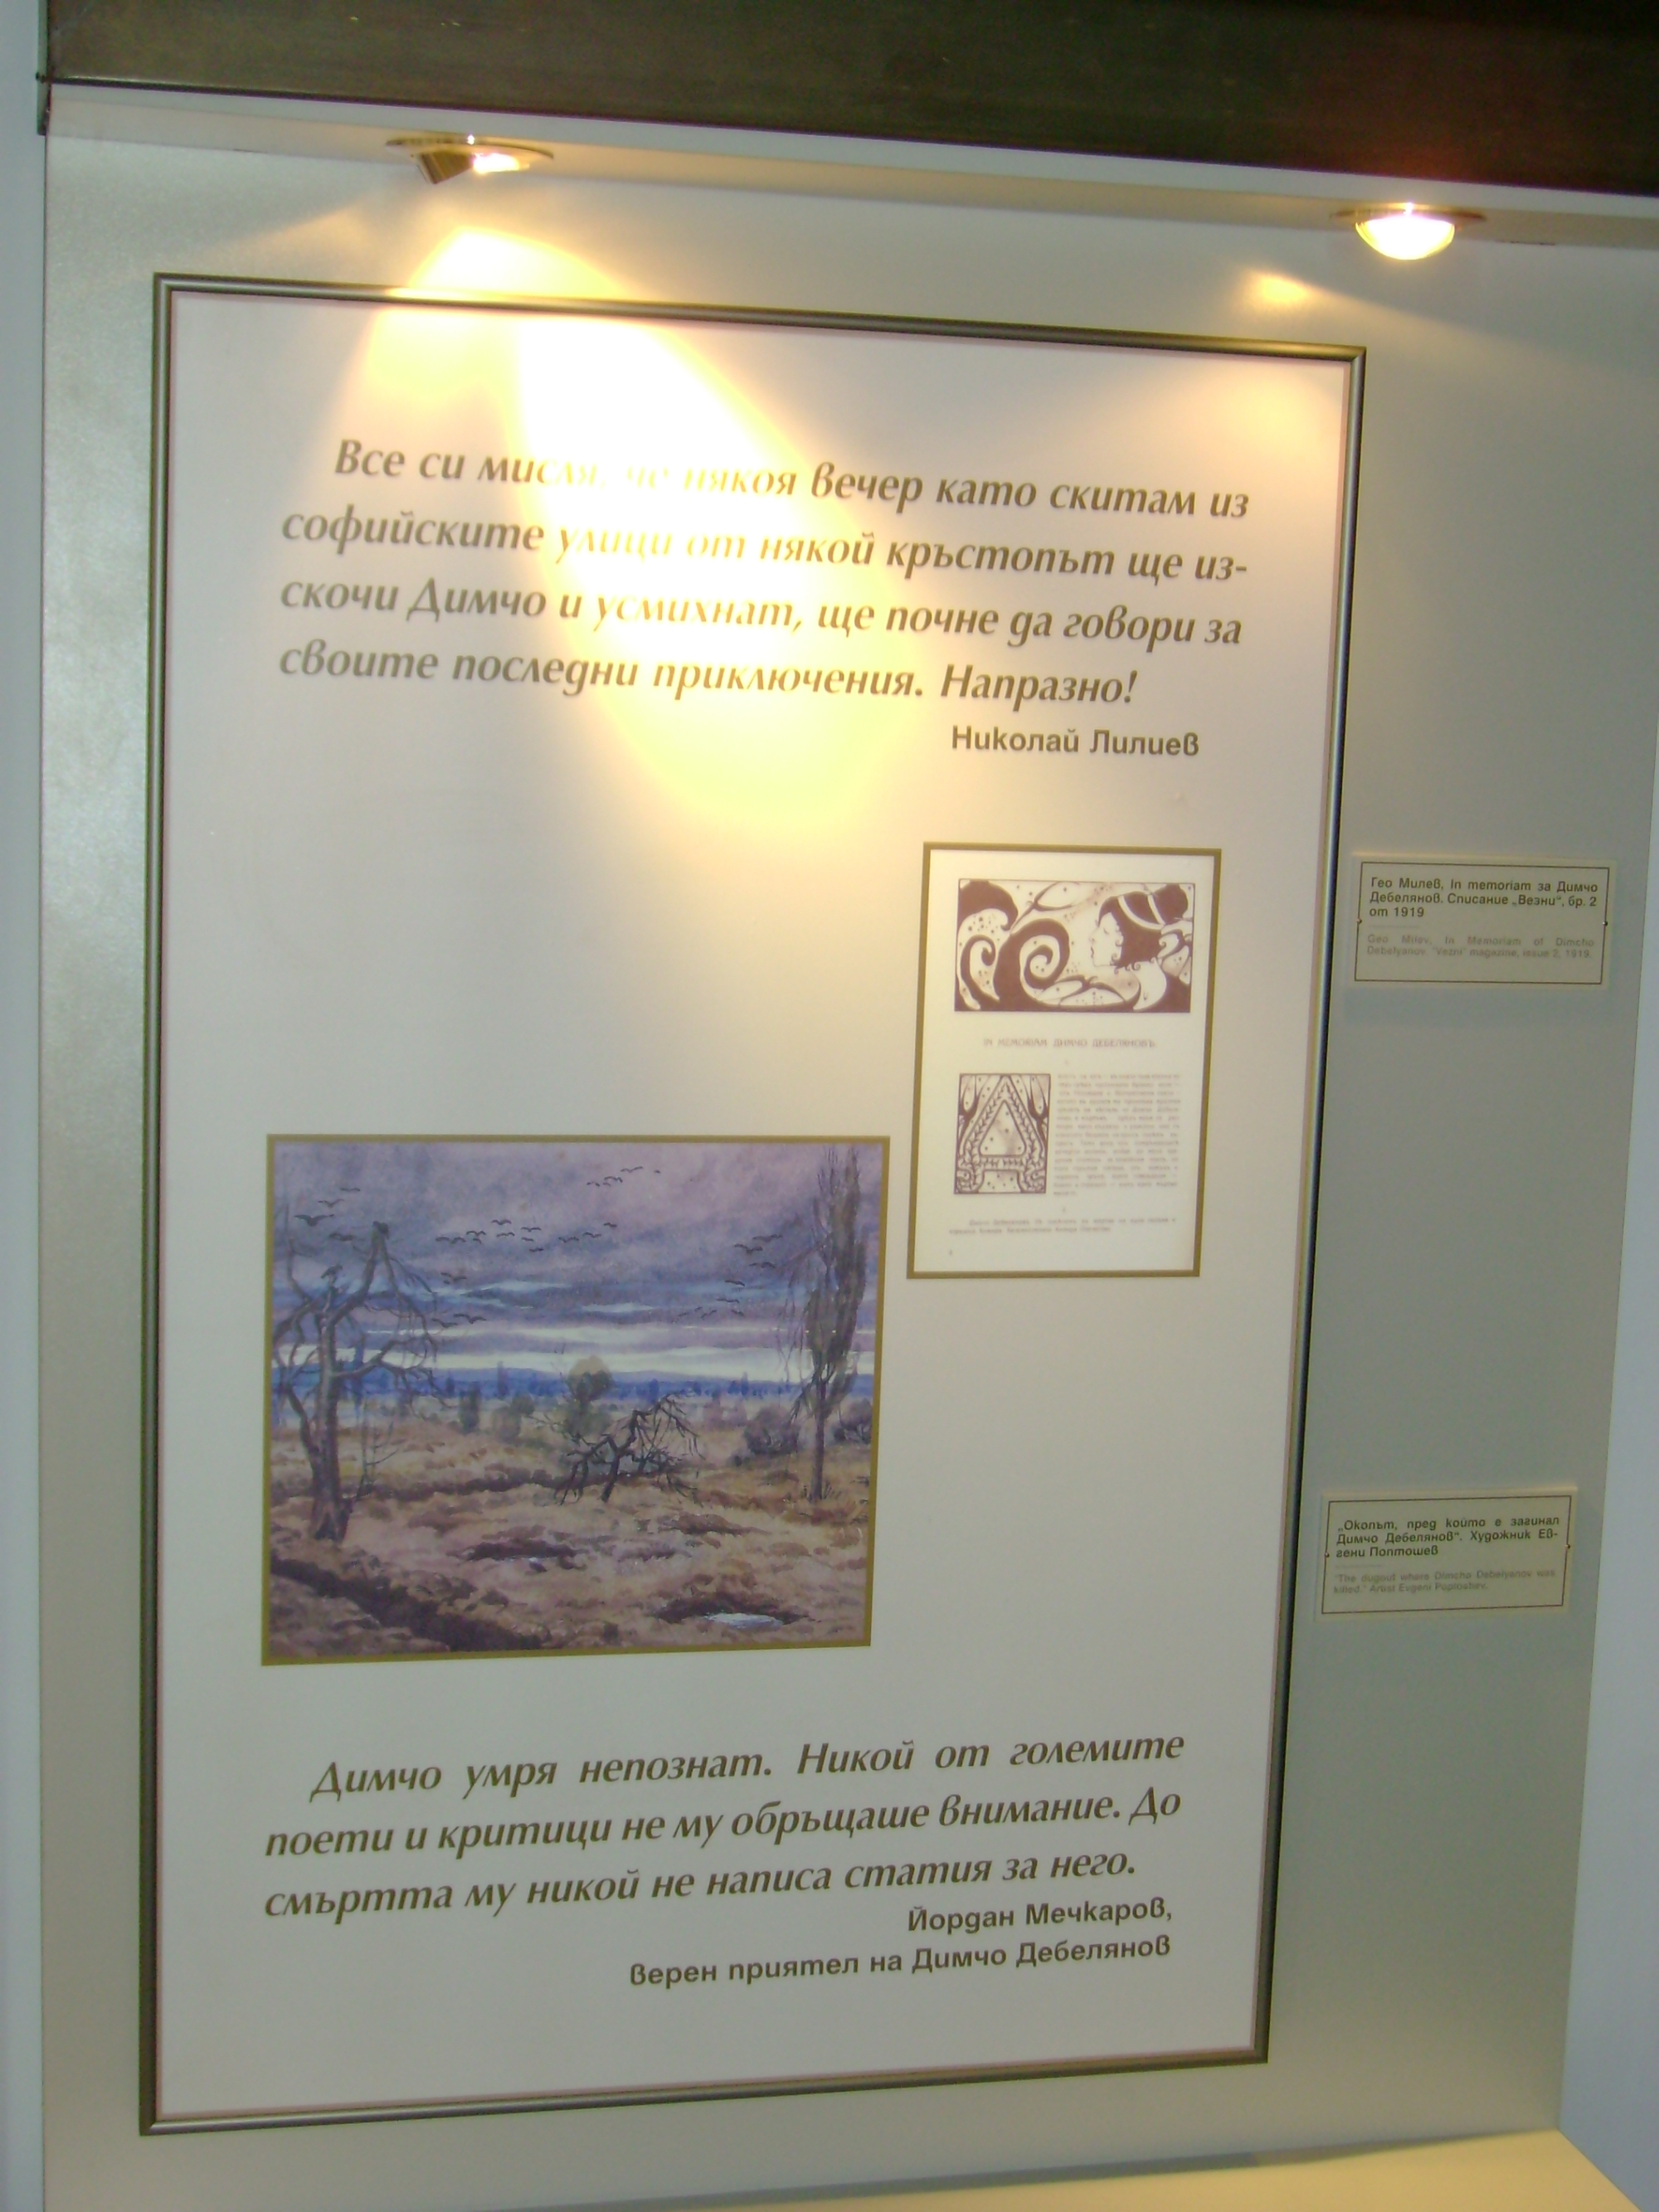 Все си мисля, че някоя вечер като скитам из
софийските улици от някой кръстопът ще из-
скочи Димчо и усмихнат, ще почне да говори за
своите последни приключения. Напразно!
Николай Лилиев
Гео Милев, In memoriam за Димчо
Дебелянов. Списание „Везни“, бр. 2
от 1919
Geo Milev, In Memoriam of Dimcho
Debelyanov. "Vezni" magazine, issue 2, 1919.
IN MEMORIAM ДИМЧО ДЕБЕЛЯНОВЪ.
„Окопът, пред който е загинал
Димчо Дебелянов“. Художник Ев-
гени Поптошев
"The dugout where Dimcho Debelyanov was
killed." Artist Evgeni Poptoshev.
Димчо умря непознат. Никой от големите
поети и критици не му обръщаше внимание. До
смъртта му никой не написа статия за него.
Йордан Мечкаров,
верен приятел на Димчо Дебелянов